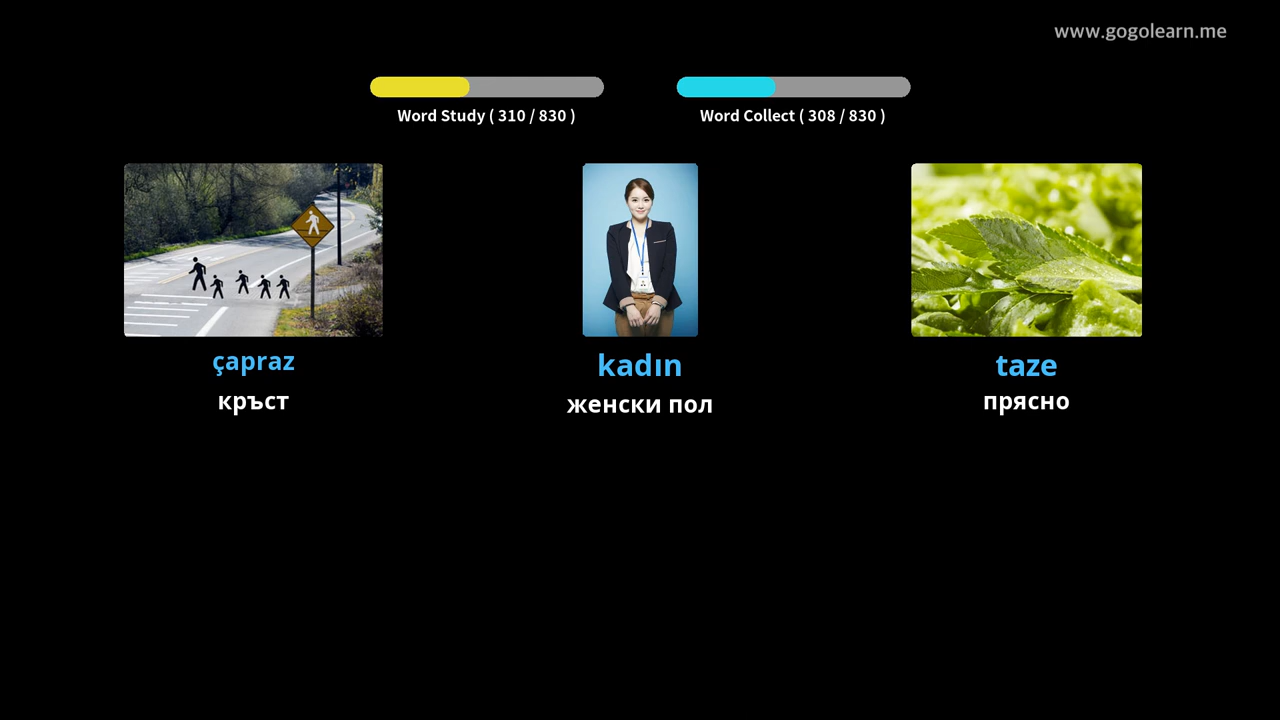 www.gogolearn.me
Word Study ( 310 / 830 )
Word Collect ( 308 / 830 )
çapraz
kadın
taze
кръст
женски пол
прясно